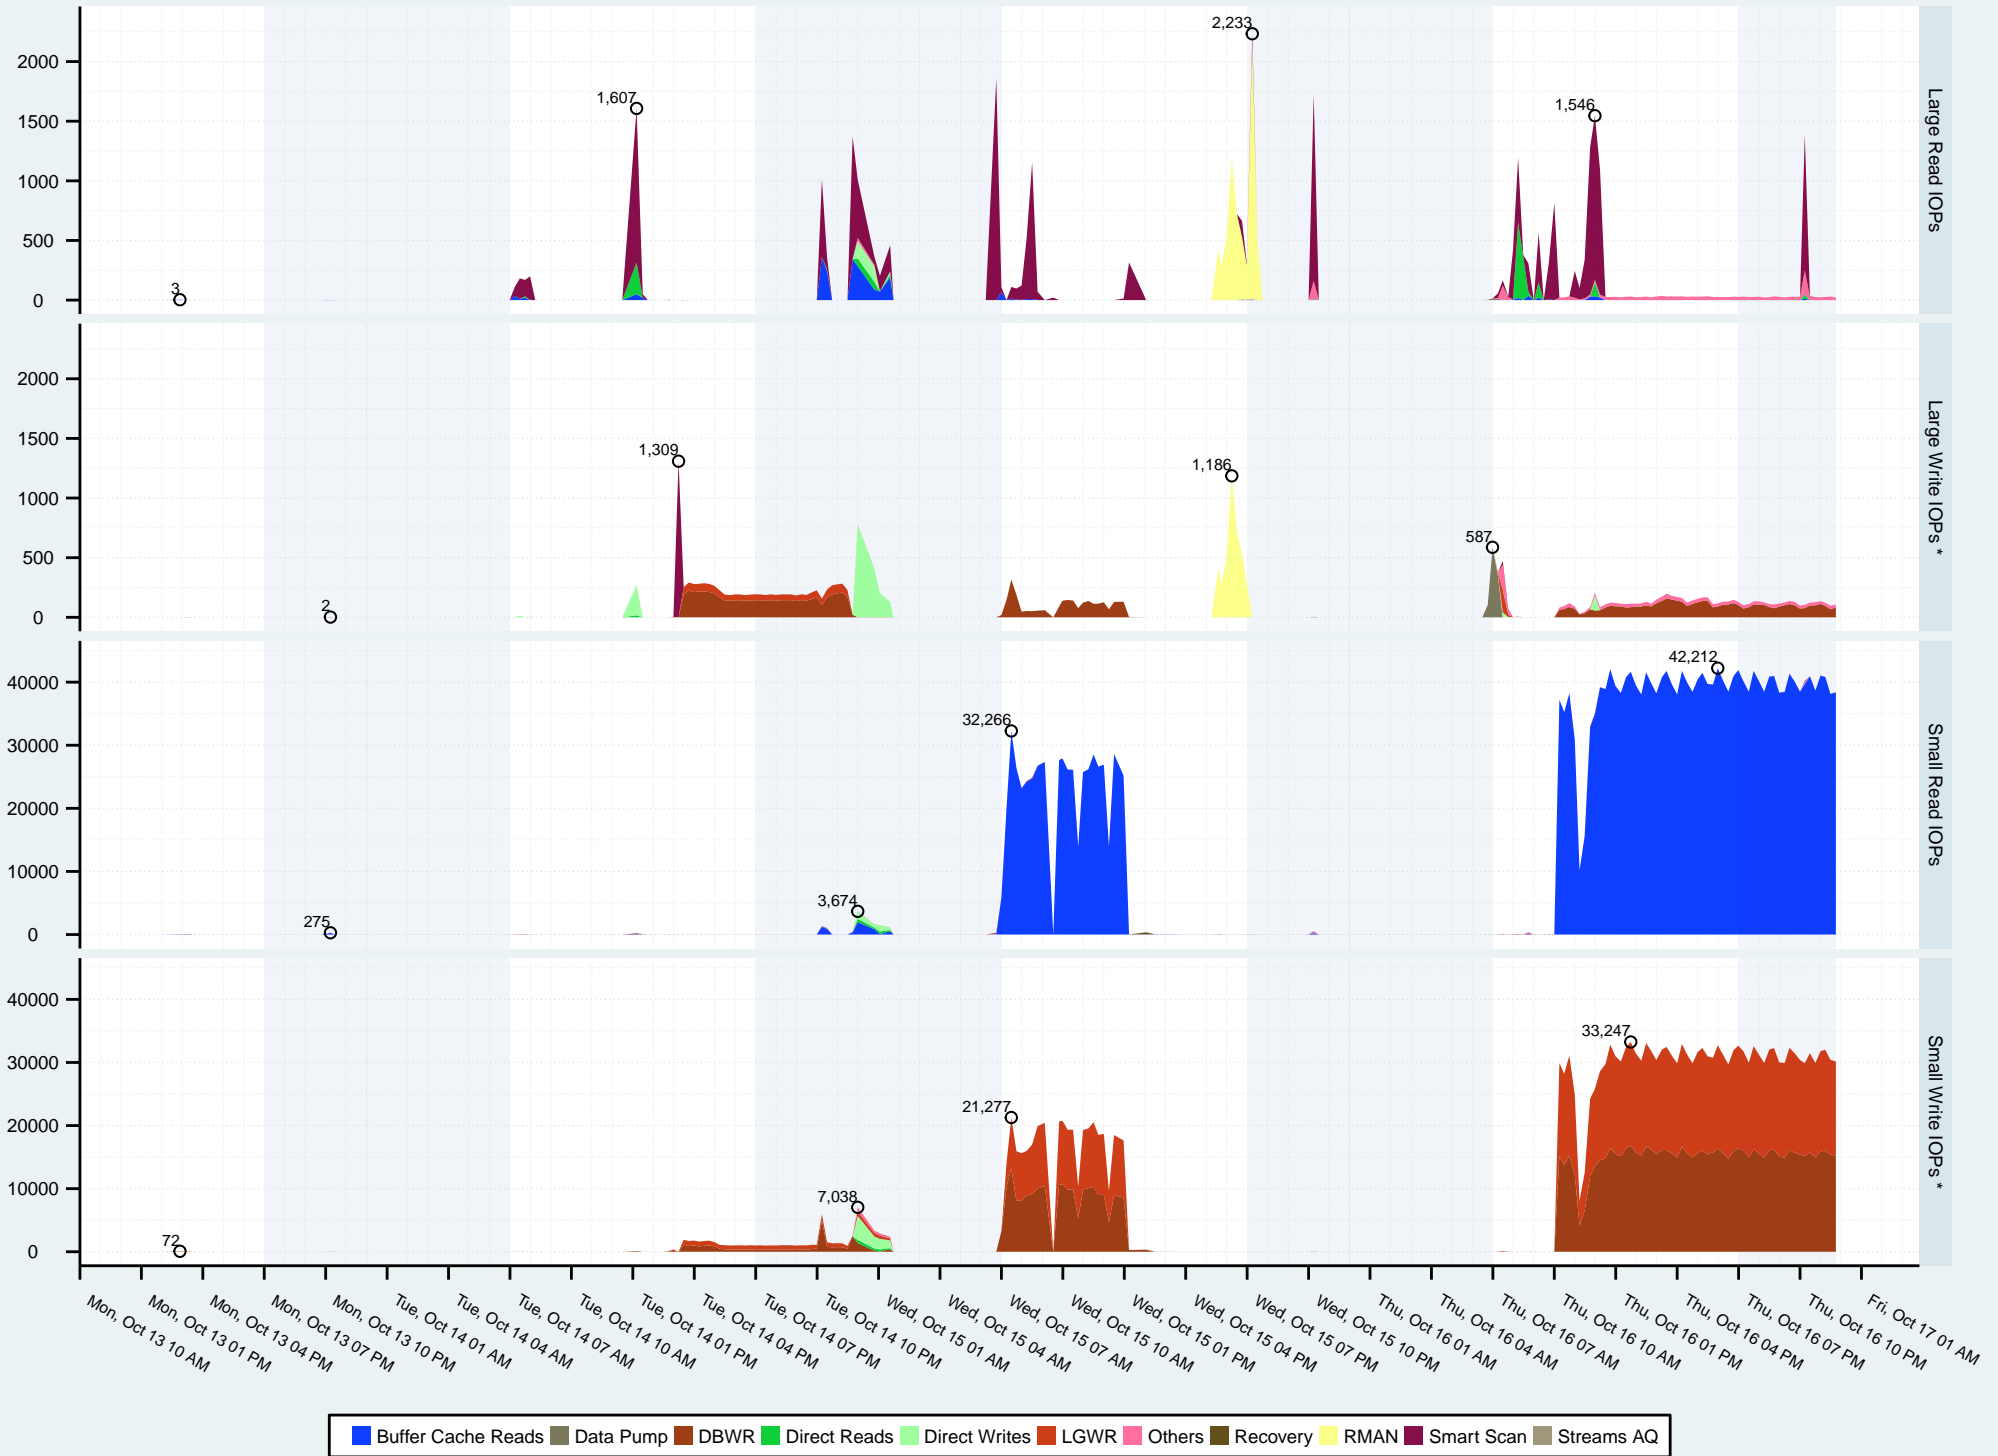 2,233
2000
1,607
1500
1,546
1000
500
3
0
Large Read IOPs
2000
1500
1,309
1,186
1000
587
500
2
0
Large Write IOPs *
42,212
40000
32,266
30000
20000
10000
3,674
275
0
Small Read IOPs
40000
33,247
30000
21,277
20000
10000
7,038
72
0
Small Write IOPs *
Mon, Oct 13 10 AM
Mon, Oct 13 01 PM
Mon, Oct 13 04 PM
Mon, Oct 13 07 PM
Mon, Oct 13 10 PM
Tue, Oct 14 01 AM
Tue, Oct 14 04 AM
Tue, Oct 14 07 AM
Tue, Oct 14 10 AM
Tue, Oct 14 01 PM
Tue, Oct 14 04 PM
Tue, Oct 14 07 PM
Tue, Oct 14 10 PM
Wed, Oct 15 01 AM
Wed, Oct 15 04 AM
Wed, Oct 15 07 AM
Wed, Oct 15 10 AM
Wed, Oct 15 01 PM
Wed, Oct 15 04 PM
Wed, Oct 15 07 PM
Wed, Oct 15 10 PM
Thu, Oct 16 01 AM
Thu, Oct 16 04 AM
Thu, Oct 16 07 AM
Thu, Oct 16 10 AM
Thu, Oct 16 01 PM
Thu, Oct 16 04 PM
Thu, Oct 16 07 PM
Thu, Oct 16 10 PM
Fri, Oct 17 01 AM
Buffer Cache Reads Data Pump DBWR Direct Reads Direct Writes LGWR Others Recovery RMAN Smart Scan Streams AQ